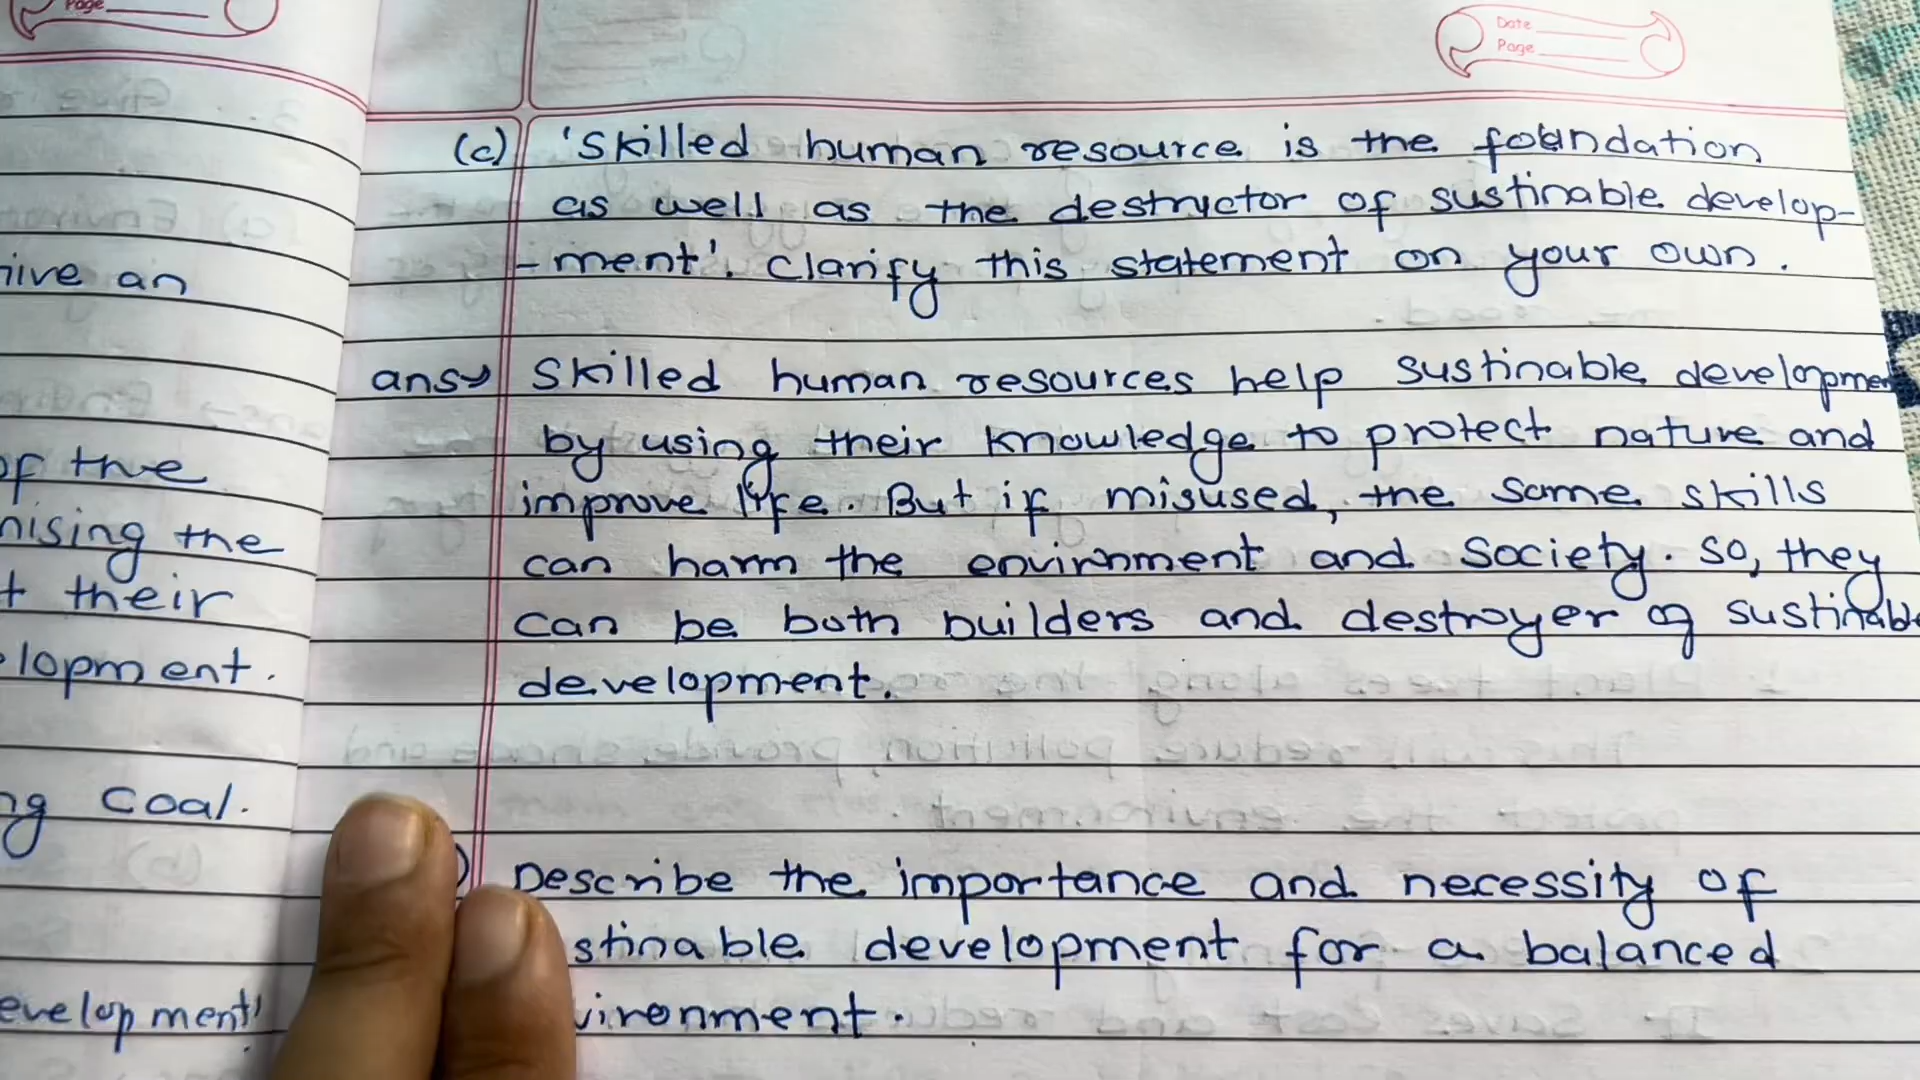 Page
Date
Page
(c) 'Skilled human resource is the foundation
as well as the destructor of sustinable develop-
-ment'. Clarify this statement on your own.
ans→ Skilled human resources help sustinable developmen
by using their knowledge to protect nature and
improve life. But if misused, the same skills
can harm the envirnment and society. So, they
can be both builders and destroyer of sustinab
development.
Describe the importance and necessity of
stinable development for a balanced
vironment.
ive an
of the
nising the
t their
lopment.
ng coal.
evelopment'